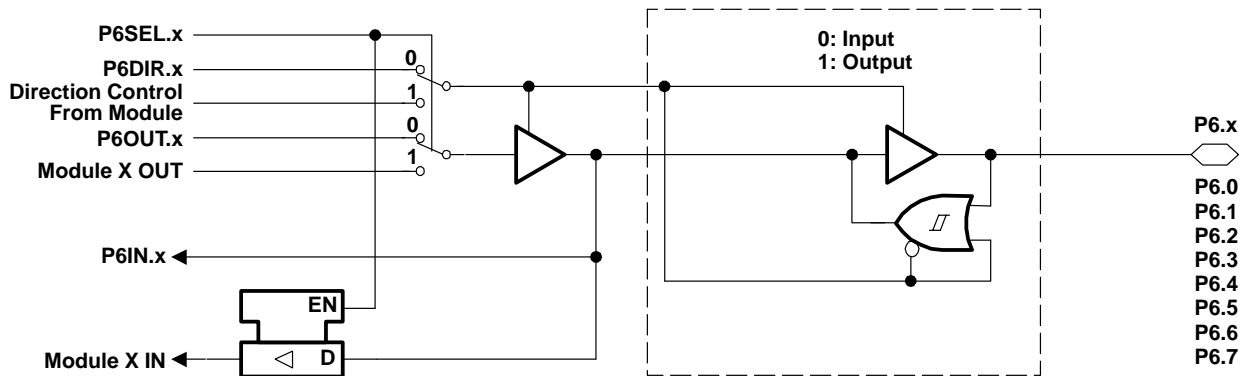 P6SEL.x
P6DIR.x
Direction Control
From Module
P6OUT.x
Module X OUT
P6IN.x
Module X IN
0
1
0
1
EN
D
0: Input
1: Output
P6.x
P6.0
P6.1
P6.2
P6.3
P6.4
P6.5
P6.6
P6.7